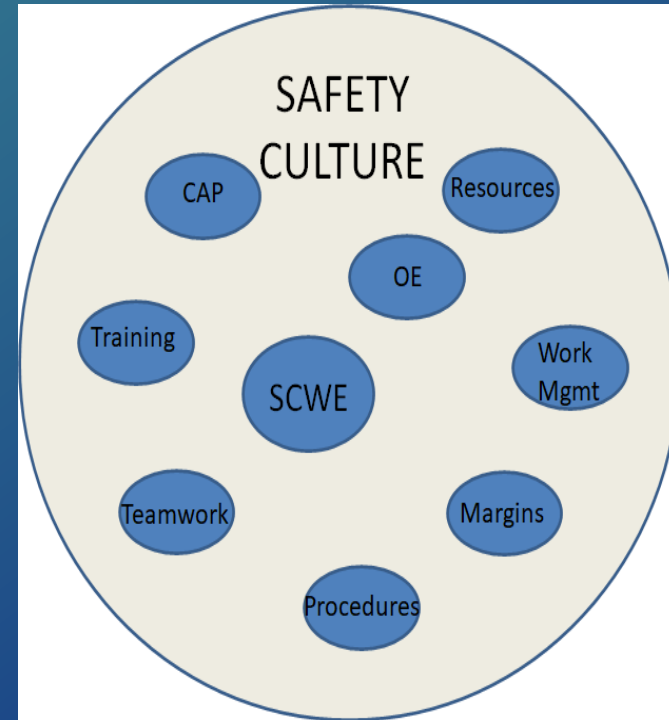 SAFETY
CULTURE
CAP
Resources
OE
Training
Work
Mgmt
SCWE
Teamwork
Margins
Procedures